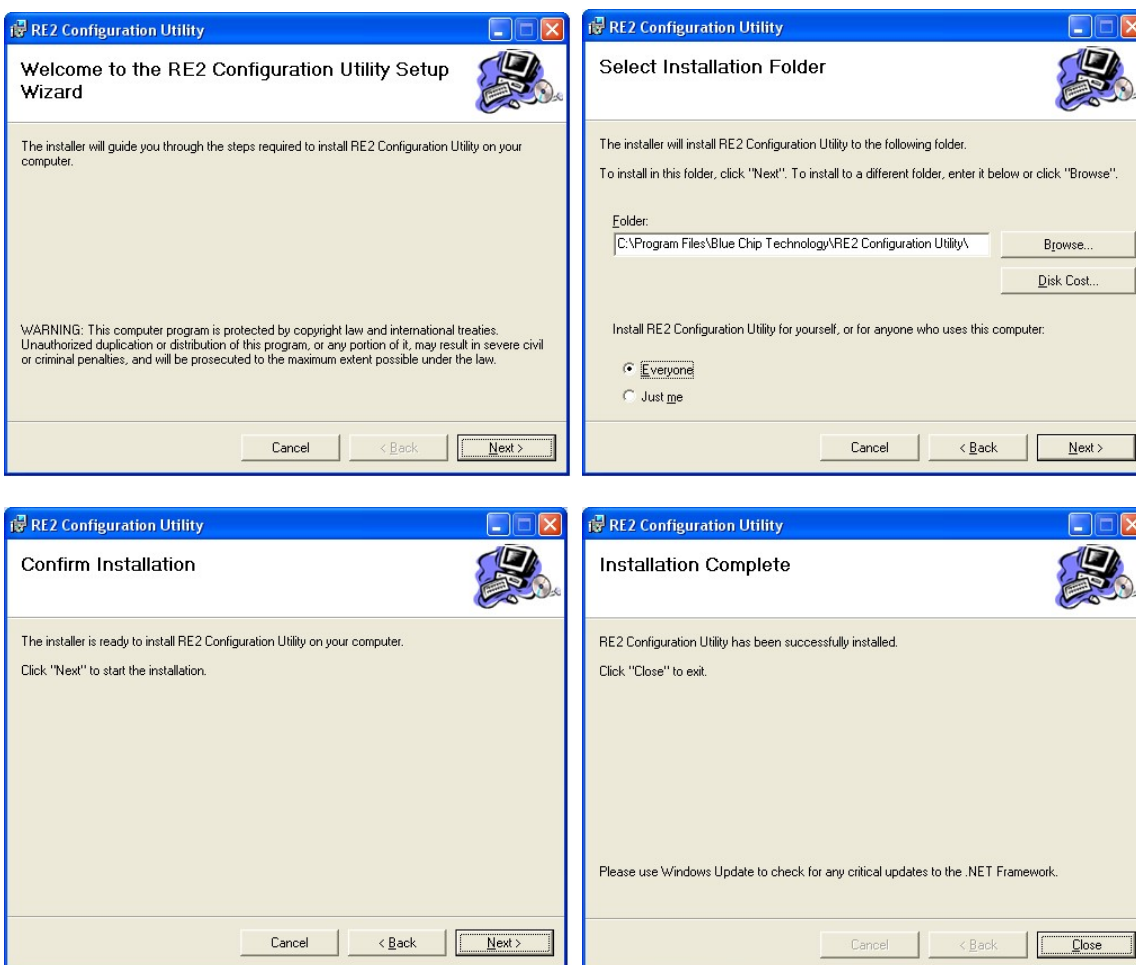 RE2 Configuration Utility
Welcome to the RE2 Configuration Utility Setup
Wizard
The installer will guide you through the steps required to install RE2 Configuration Utility on your
computer.
WARNING: This computer program is protected by copyright law and international treaties.
Unauthorized duplication or distribution of this program, or any portion of it, may result in severe civil
or criminal penalties, and will be prosecuted to the maximum extent possible under the law.
Cancel
< Back
Next >
RE2 Configuration Utility
Select Installation Folder
The installer will install RE2 Configuration Utility to the following folder.
To install in this folder, click "Next". To install to a different folder, enter it below or click "Browse".
Folder:
C:\Program Files\Blue Chip Technology\RE2 Configuration Utility\
Browse...
Disk Cost...
Install RE2 Configuration Utility for yourself, or for anyone who uses this computer:
Everyone
Just me
Cancel
< Back
Next >
RE2 Configuration Utility
Confirm Installation
The installer is ready to install RE2 Configuration Utility on your computer.
Click "Next" to start the installation.
Cancel
< Back
Next >
RE2 Configuration Utility
Installation Complete
RE2 Configuration Utility has been successfully installed.
Click "Close" to exit.
Please use Windows Update to check for any critical updates to the .NET Framework.
Cancel
< Back
Close